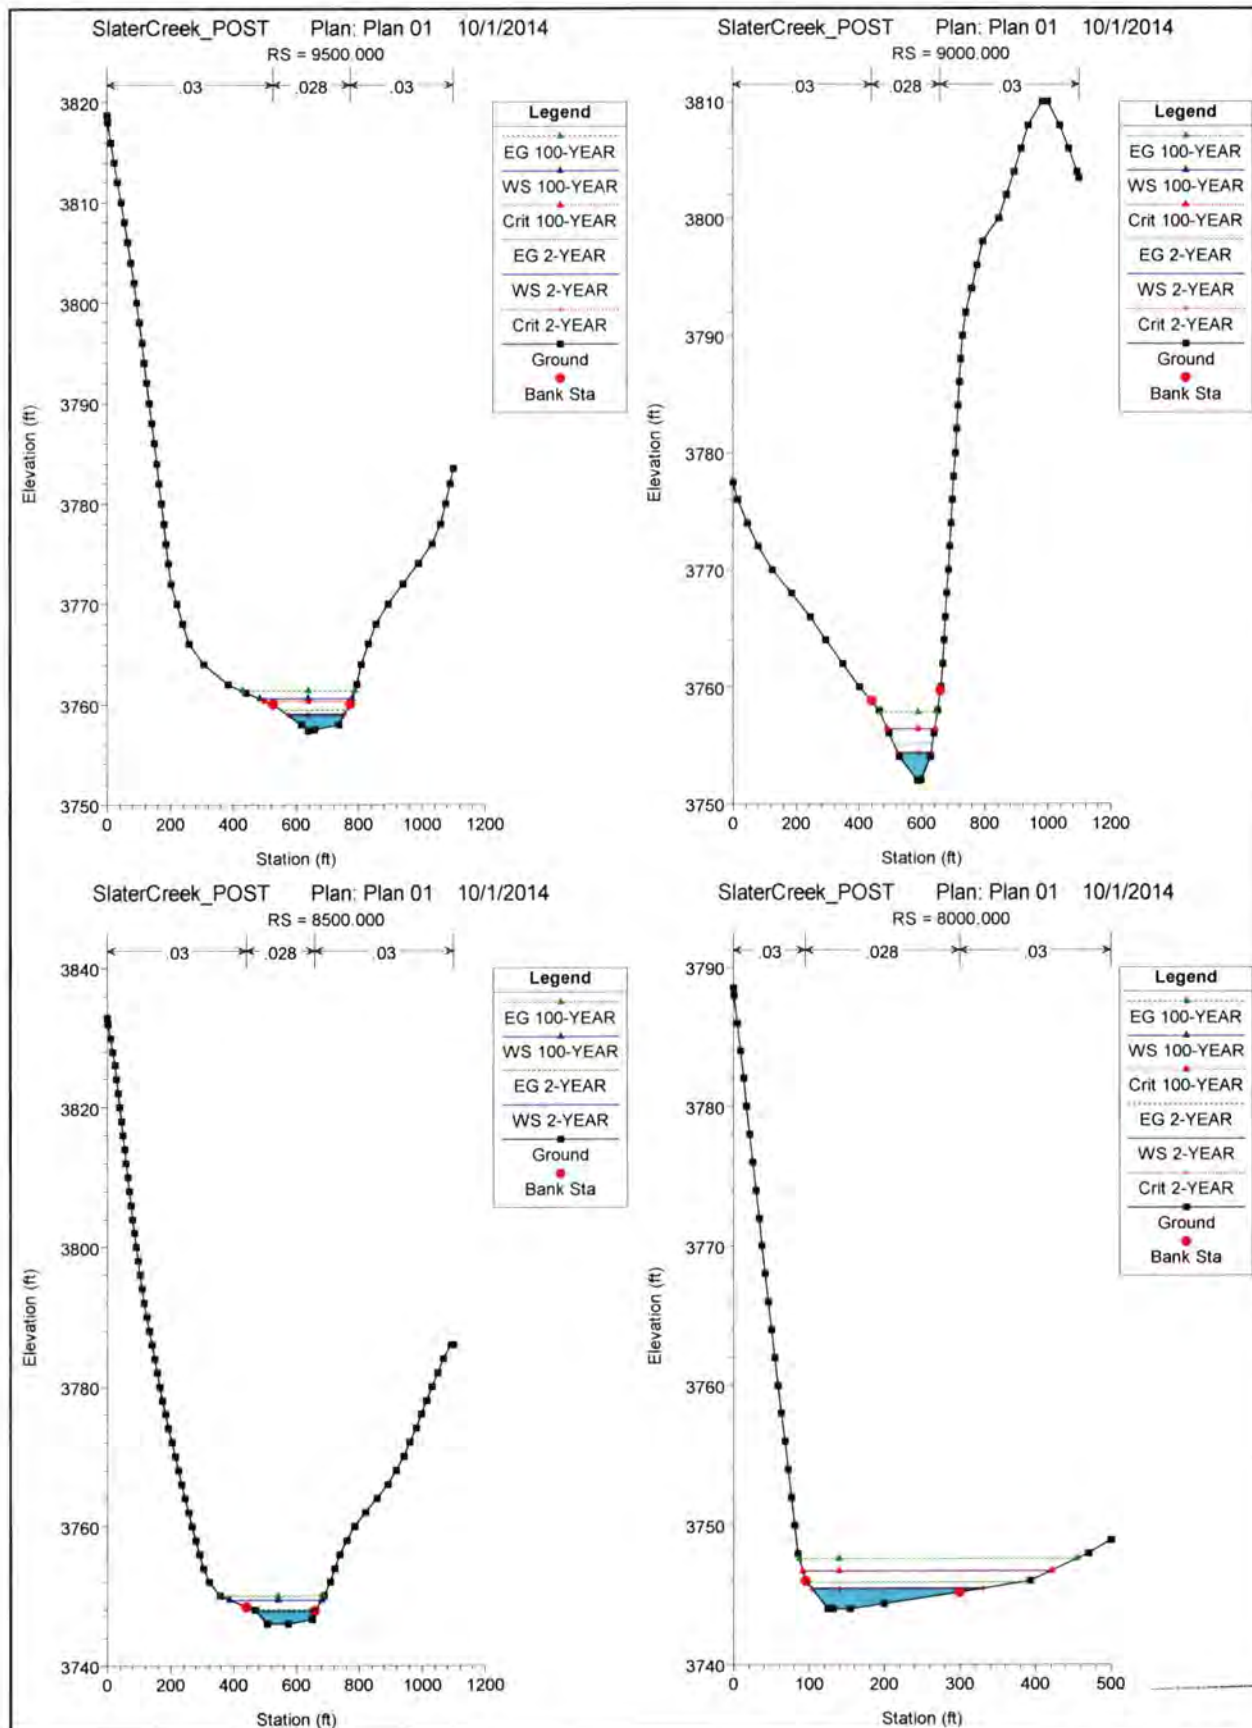 SlaterCreek_POST Plan: Plan 01 10/1/2014
RS = 9500.000
.03 .028 .03
3820
3810
3800
3790
3780
3770
3760
3750
Elevation (ft)
0 200 400 600 800 1000 1200
Station (ft)
Legend
EG 100-YEAR
WS 100-YEAR
Crit 100-YEAR
EG 2-YEAR
WS 2-YEAR
Crit 2-YEAR
Ground
Bank Sta
SlaterCreek_POST Plan: Plan 01 10/1/2014
RS = 9000.000
.03 .028 .03
3810
3800
3790
3780
3770
3760
3750
Elevation (ft)
0 200 400 600 800 1000 1200
Station (ft)
Legend
EG 100-YEAR
WS 100-YEAR
Crit 100-YEAR
EG 2-YEAR
WS 2-YEAR
Crit 2-YEAR
Ground
Bank Sta
SlaterCreek_POST Plan: Plan 01 10/1/2014
RS = 8500.000
.03 .028 .03
3840
3820
3800
3780
3760
3740
Elevation (ft)
0 200 400 600 800 1000 1200
Station (ft)
Legend
EG 100-YEAR
WS 100-YEAR
EG 2-YEAR
WS 2-YEAR
Ground
Bank Sta
SlaterCreek_POST Plan: Plan 01 10/1/2014
RS = 8000.000
.03 .028 .03
3790
3780
3770
3760
3750
3740
Elevation (ft)
0 100 200 300 400 500
Station (ft)
Legend
EG 100-YEAR
WS 100-YEAR
Crit 100-YEAR
EG 2-YEAR
WS 2-YEAR
Crit 2-YEAR
Ground
Bank Sta